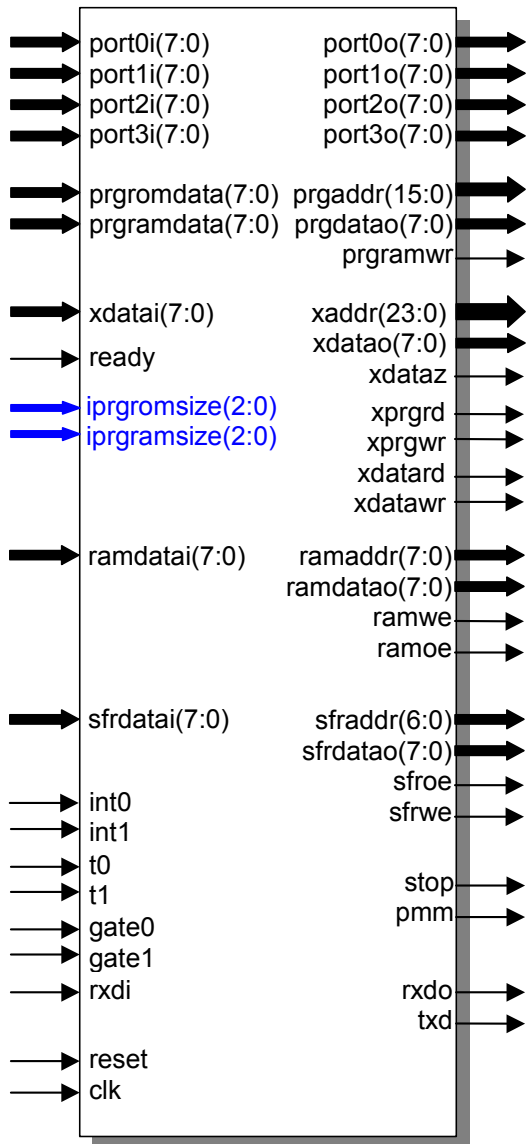 port0i(7:0) port0o(7:0)
port1i(7:0) port1o(7:0)
port2i(7:0) port2o(7:0)
port3i(7:0) port3o(7:0)
prgromdata(7:0) prgaddr(15:0)
prgramdata(7:0) prgdatao(7:0)
prgramwr
xdatai(7:0) xaddr(23:0)
xdatao(7:0)
ready
xdataz
iprgromsize(2:0) xprgrd
iprgramsize(2:0) xprgwr
xdatard
xdatawr
ramdatai(7:0) ramaddr(7:0)
ramdatao(7:0)
ramwe
ramoe
sfrdatai(7:0) sfraddr(6:0)
sfrdatao(7:0)
sfroe
int0 sfrwe
int1
t0
t1 stop
gate0 pmm
gate1
rxdi rxdo
txd
reset
clk